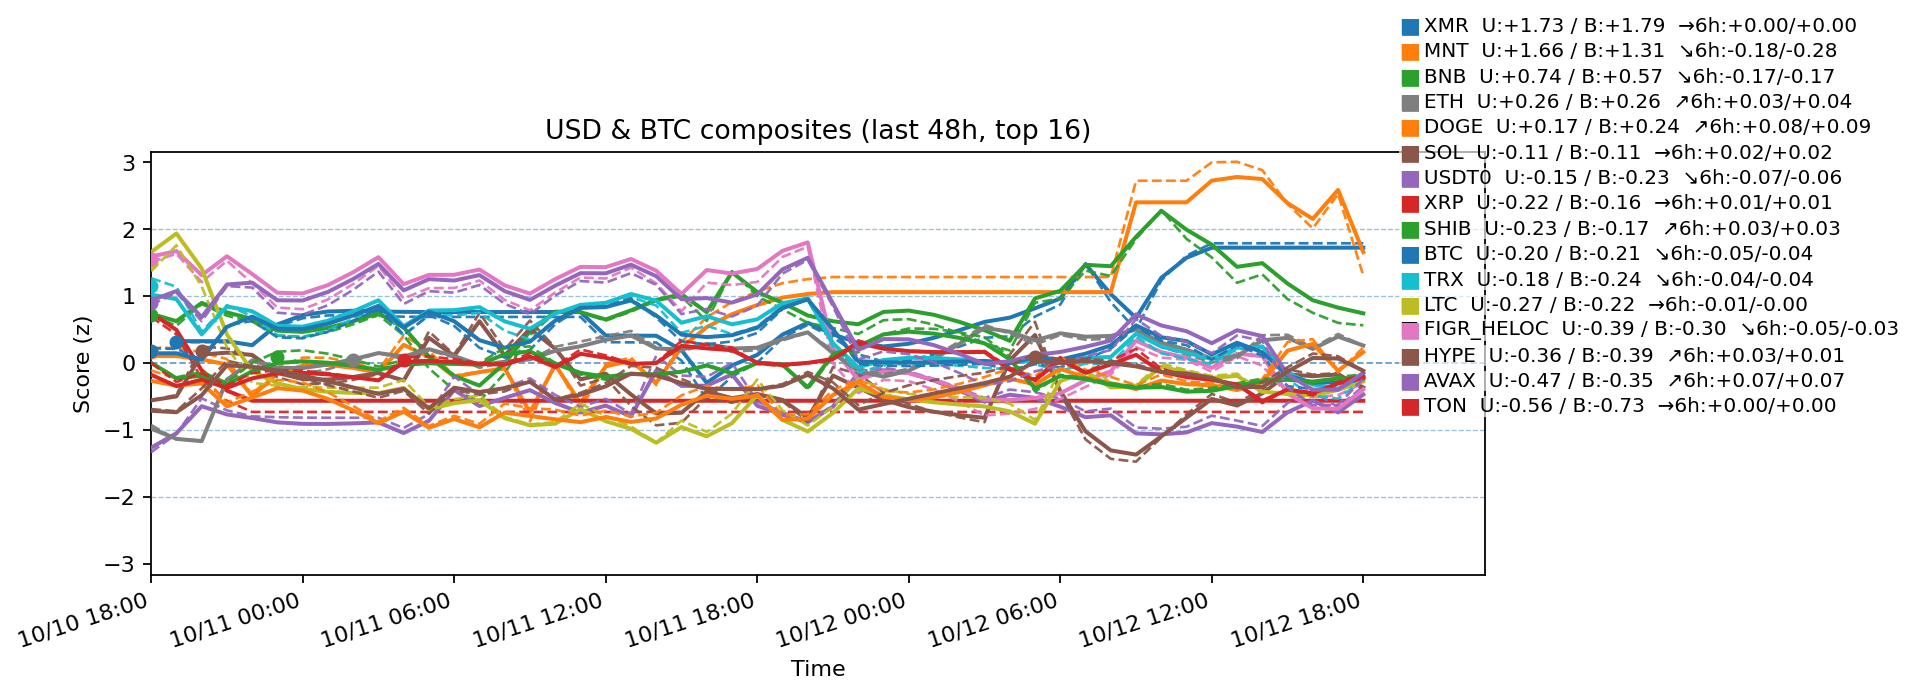 XMR U:+1.73 / B:+1.79 →6h:+0.00/+0.00
MNT U:+1.66 / B:+1.31 ↘6h:-0.18/-0.28
BNB U:+0.74 / B:+0.57 ↘6h:-0.17/-0.17
ETH U:+0.26 / B:+0.26 ↗6h:+0.03/+0.04
DOGE U:+0.17 / B:+0.24 ↗6h:+0.08/+0.09
SOL U:-0.11 / B:-0.11 →6h:+0.02/+0.02
USDT0 U:-0.15 / B:-0.23 ↘6h:-0.07/-0.06
XRP U:-0.22 / B:-0.16 →6h:+0.01/+0.01
SHIB U:-0.23 / B:-0.17 ↗6h:+0.03/+0.03
BTC U:-0.20 / B:-0.21 ↘6h:-0.05/-0.04
TRX U:-0.18 / B:-0.24 ↘6h:-0.04/-0.04
LTC U:-0.27 / B:-0.22 →6h:-0.01/-0.00
FIGR_HELOC U:-0.39 / B:-0.30 ↘6h:-0.05/-0.03
HYPE U:-0.36 / B:-0.39 ↗6h:+0.03/+0.01
AVAX U:-0.47 / B:-0.35 ↗6h:+0.07/+0.07
TON U:-0.56 / B:-0.73 →6h:+0.00/+0.00
USD & BTC composites (last 48h, top 16)
Score (z)
3
2
1
0
−1
−2
−3
10/10 18:00
10/11 00:00
10/11 06:00
10/11 12:00
10/11 18:00
10/12 00:00
10/12 06:00
10/12 12:00
10/12 18:00
Time